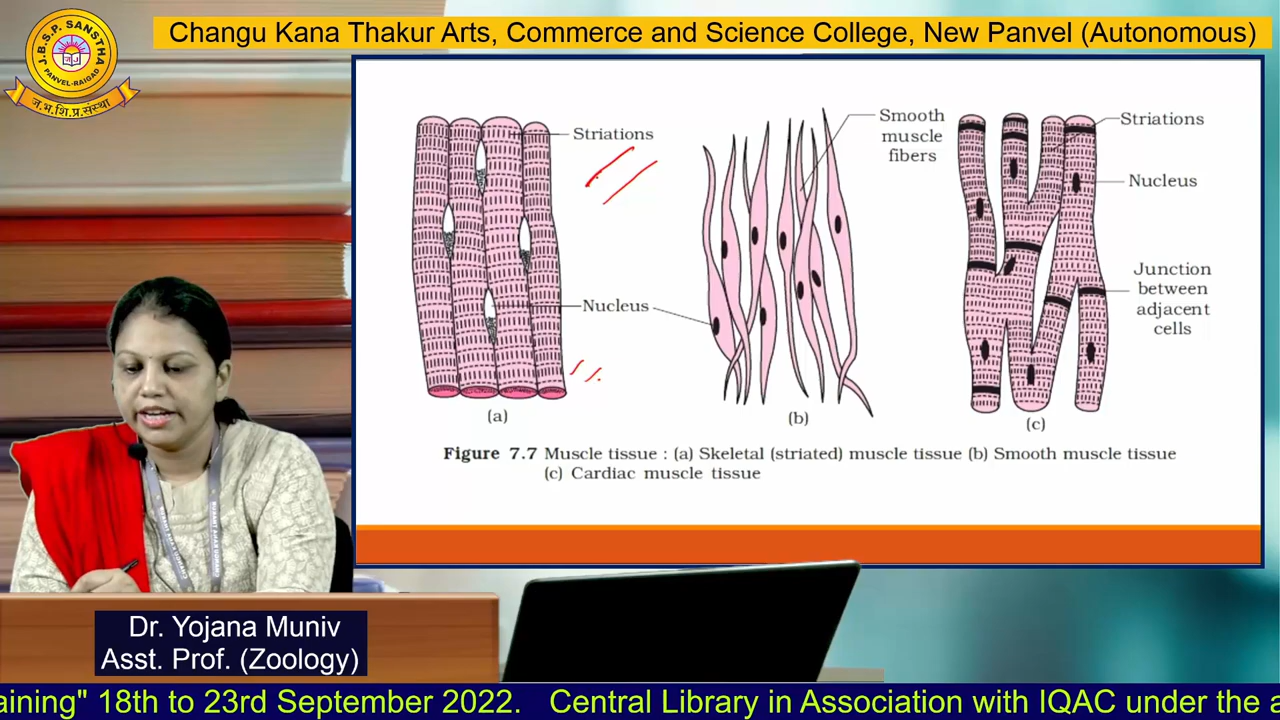 J.B.S.P. SANSTHA
PANVEL-RAIGAD
ज.भ.शि.प्र.संस्था
Changu Kana Thakur Arts, Commerce and Science College, New Panvel (Autonomous)
Striations
Nucleus
(a)
Smooth
muscle
fibers
(b)
Striations
Nucleus
Junction
between
adjacent
cells
(c)
Figure 7.7 Muscle tissue : (a) Skeletal (striated) muscle tissue (b) Smooth muscle tissue
(c) Cardiac muscle tissue
Dr. Yojana Muniv
Asst. Prof. (Zoology)
aining" 18th to 23rd September 2022. Central Library in Association with IQAC under the a